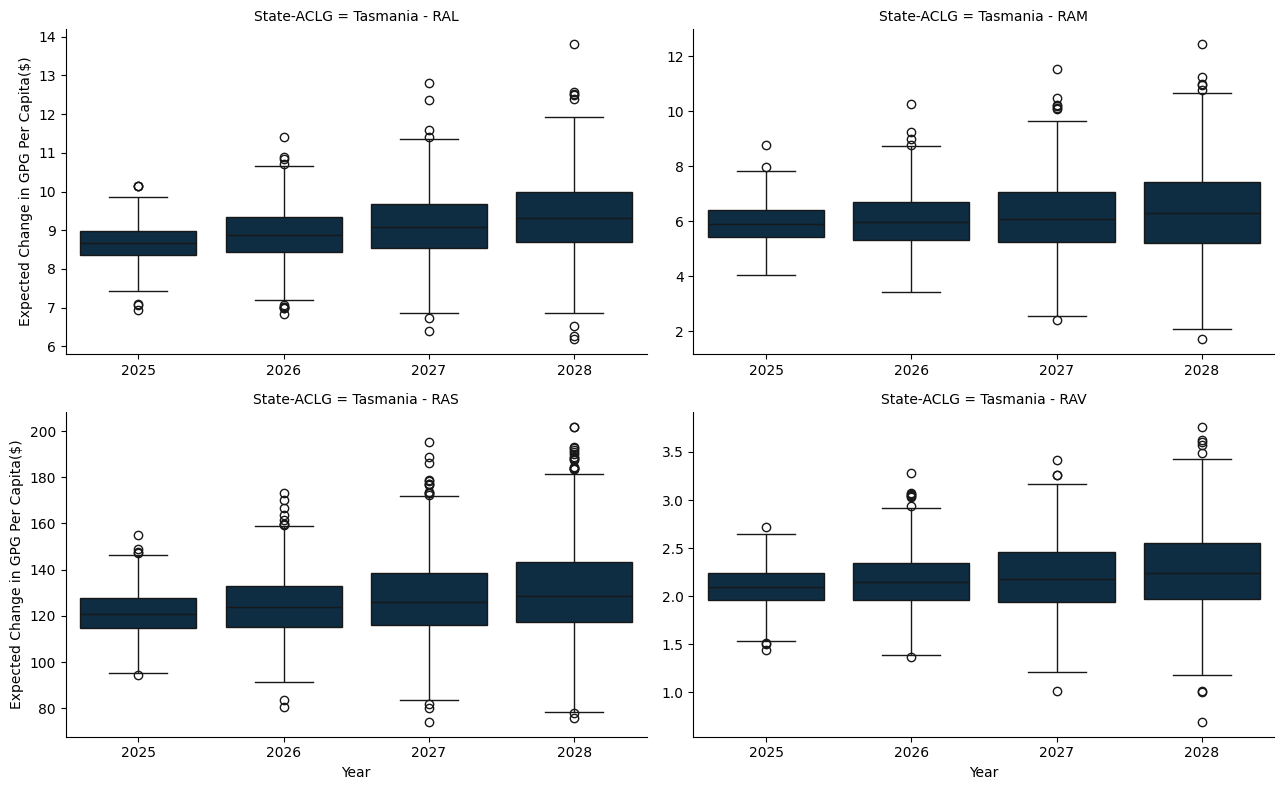 State-ACLG = Tasmania - RAL
Expected Change in GPG Per Capita($)
14
13
12
11
10
9
8
7
6
2025 2026 2027 2028
State-ACLG = Tasmania - RAM
12
10
8
6
4
2
2025 2026 2027 2028
State-ACLG = Tasmania - RAS
Expected Change in GPG Per Capita($)
200
180
160
140
120
100
80
2025 2026 2027 2028
Year
State-ACLG = Tasmania - RAV
3.5
3.0
2.5
2.0
1.5
1.0
2025 2026 2027 2028
Year